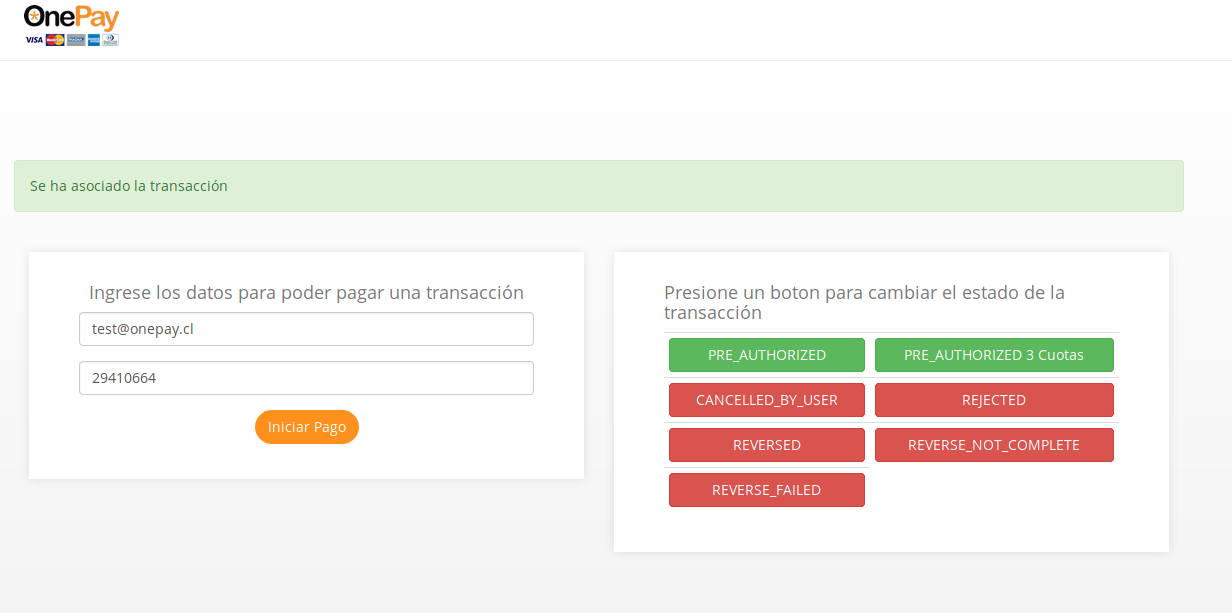 OnePay
VISA
Se ha asociado la transacción
Ingrese los datos para poder pagar una transacción
test@onepay.cl
29410664
Iniciar Pago
Presione un boton para cambiar el estado de la
transacción
PRE_AUTHORIZED
PRE_AUTHORIZED 3 Cuotas
CANCELLED_BY_USER
REJECTED
REVERSED
REVERSE_NOT_COMPLETE
REVERSE_FAILED